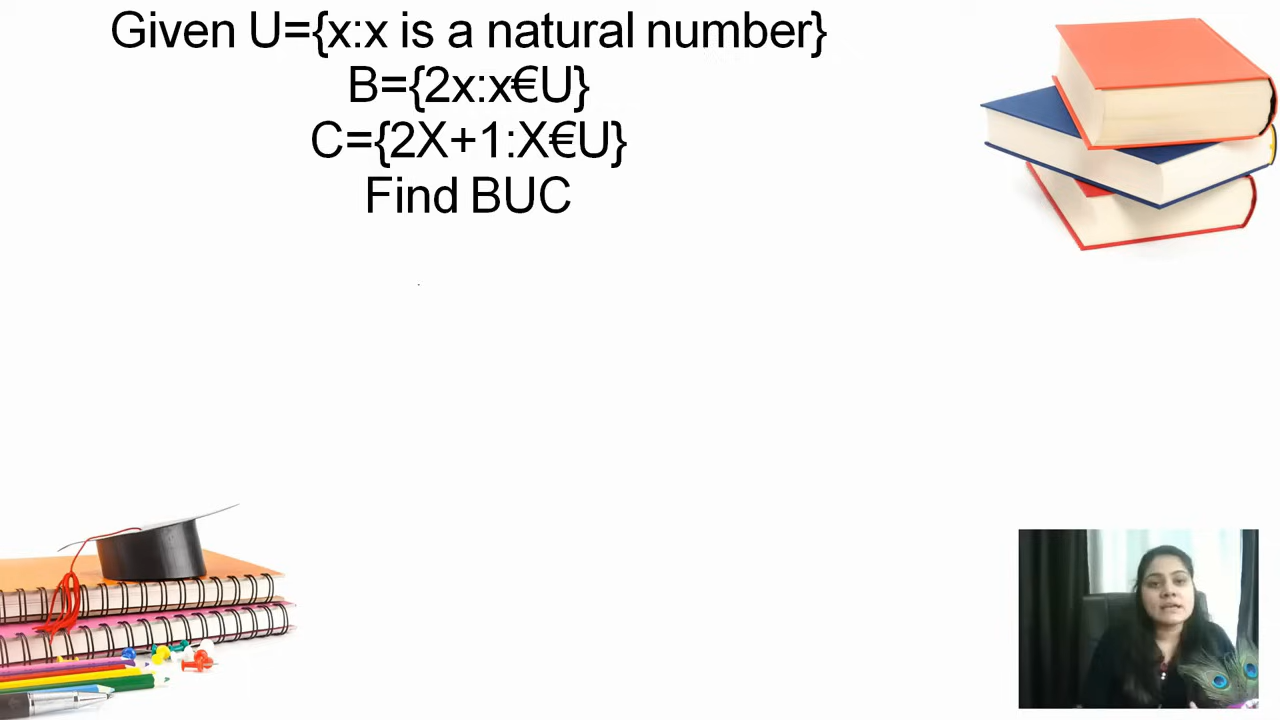 Given U={x:x is a natural number}
B={2x:x€U}
C={2X+1:X€U}
Find BUC